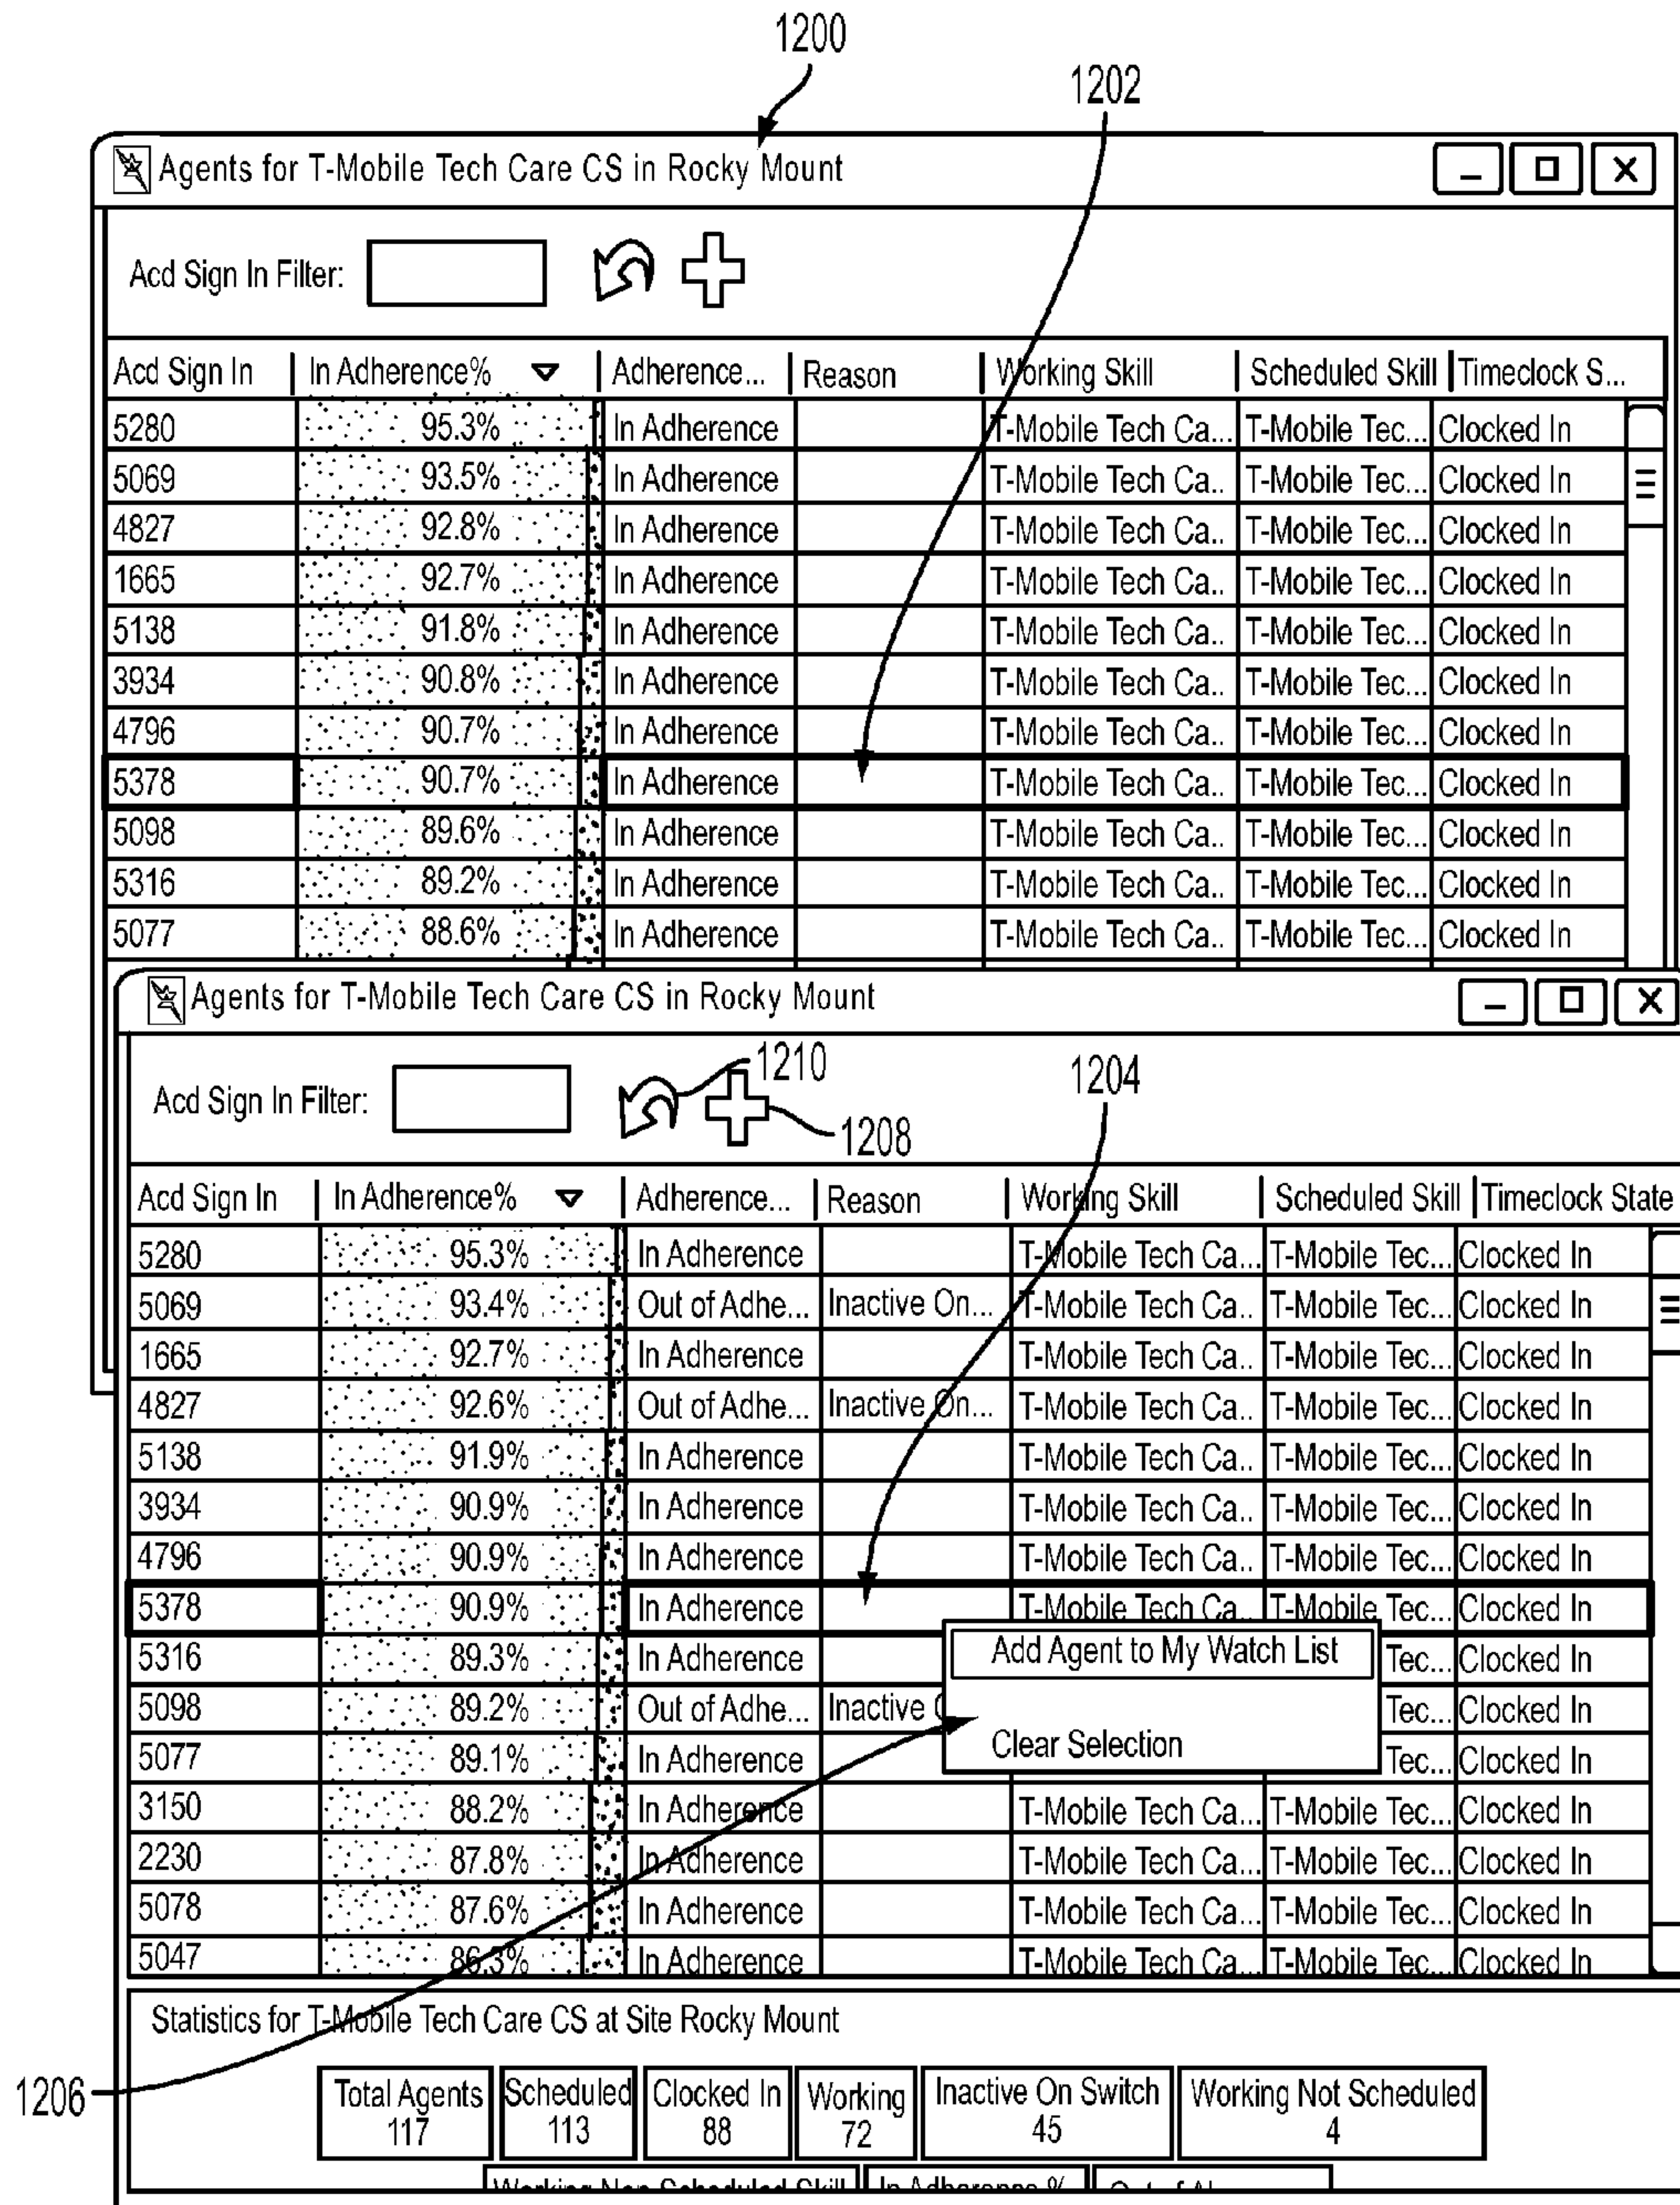 1200
1202
Agents for T-Mobile Tech Care CS in Rocky Mount
Acd Sign In Filter:
Acd Sign In In Adherence% Adherence... Reason Working Skill Scheduled Skill Timeclock S...
5280 95.3% In Adherence T-Mobile Tech Ca... T-Mobile Tec... Clocked In
5069 93.5% In Adherence T-Mobile Tech Ca.. T-Mobile Tec... Clocked In
4827 92.8% In Adherence T-Mobile Tech Ca.. T-Mobile Tec... Clocked In
1665 92.7% In Adherence T-Mobile Tech Ca.. T-Mobile Tec... Clocked In
5138 91.8% In Adherence T-Mobile Tech Ca.. T-Mobile Tec... Clocked In
3934 90.8% In Adherence T-Mobile Tech Ca.. T-Mobile Tec... Clocked In
4796 90.7% In Adherence T-Mobile Tech Ca.. T-Mobile Tec... Clocked In
5378 90.7% In Adherence T-Mobile Tech Ca.. T-Mobile Tec... Clocked In
5098 89.6% In Adherence T-Mobile Tech Ca.. T-Mobile Tec... Clocked In
5316 89.2% In Adherence T-Mobile Tech Ca.. T-Mobile Tec... Clocked In
5077 88.6% In Adherence T-Mobile Tech Ca.. T-Mobile Tec... Clocked In
Agents for T-Mobile Tech Care CS in Rocky Mount
1210
1204
Acd Sign In Filter:
1208
Acd Sign In In Adherence% Adherence... Reason Working Skill Scheduled Skill Timeclock State
5280 95.3% In Adherence T-Mobile Tech Ca... T-Mobile Tec... Clocked In
5069 93.4% Out of Adhe... Inactive On... T-Mobile Tech Ca.. T-Mobile Tec... Clocked In
1665 92.7% In Adherence T-Mobile Tech Ca.. T-Mobile Tec... Clocked In
4827 92.6% Out of Adhe... Inactive On... T-Mobile Tech Ca.. T-Mobile Tec... Clocked In
5138 91.9% In Adherence T-Mobile Tech Ca.. T-Mobile Tec... Clocked In
3934 90.9% In Adherence T-Mobile Tech Ca.. T-Mobile Tec... Clocked In
4796 90.9% In Adherence T-Mobile Tech Ca.. T-Mobile Tec... Clocked In
5378 90.9% In Adherence T-Mobile Tech Ca.. T-Mobile Tec... Clocked In
Add Agent to My Watch List
5316 89.3% In Adherence Tec... Clocked In
5098 89.2% Out of Adhe... Inactive Tec... Clocked In
Clear Selection
5077 89.1% In Adherence Tec... Clocked In
3150 88.2% In Adherence T-Mobile Tech Ca... T-Mobile Tec... Clocked In
2230 87.8% In Adherence T-Mobile Tech Ca... T-Mobile Tec... Clocked In
5078 87.6% In Adherence T-Mobile Tech Ca... T-Mobile Tec... Clocked In
5047 86.3% In Adherence T-Mobile Tech Ca... T-Mobile Tec... Clocked In
Statistics for T-Mobile Tech Care CS at Site Rocky Mount
1206
Total Agents Scheduled Clocked In Working Inactive On Switch Working Not Scheduled
117 113 88 72 45 4
Working Non Scheduled Skill In Adherence %